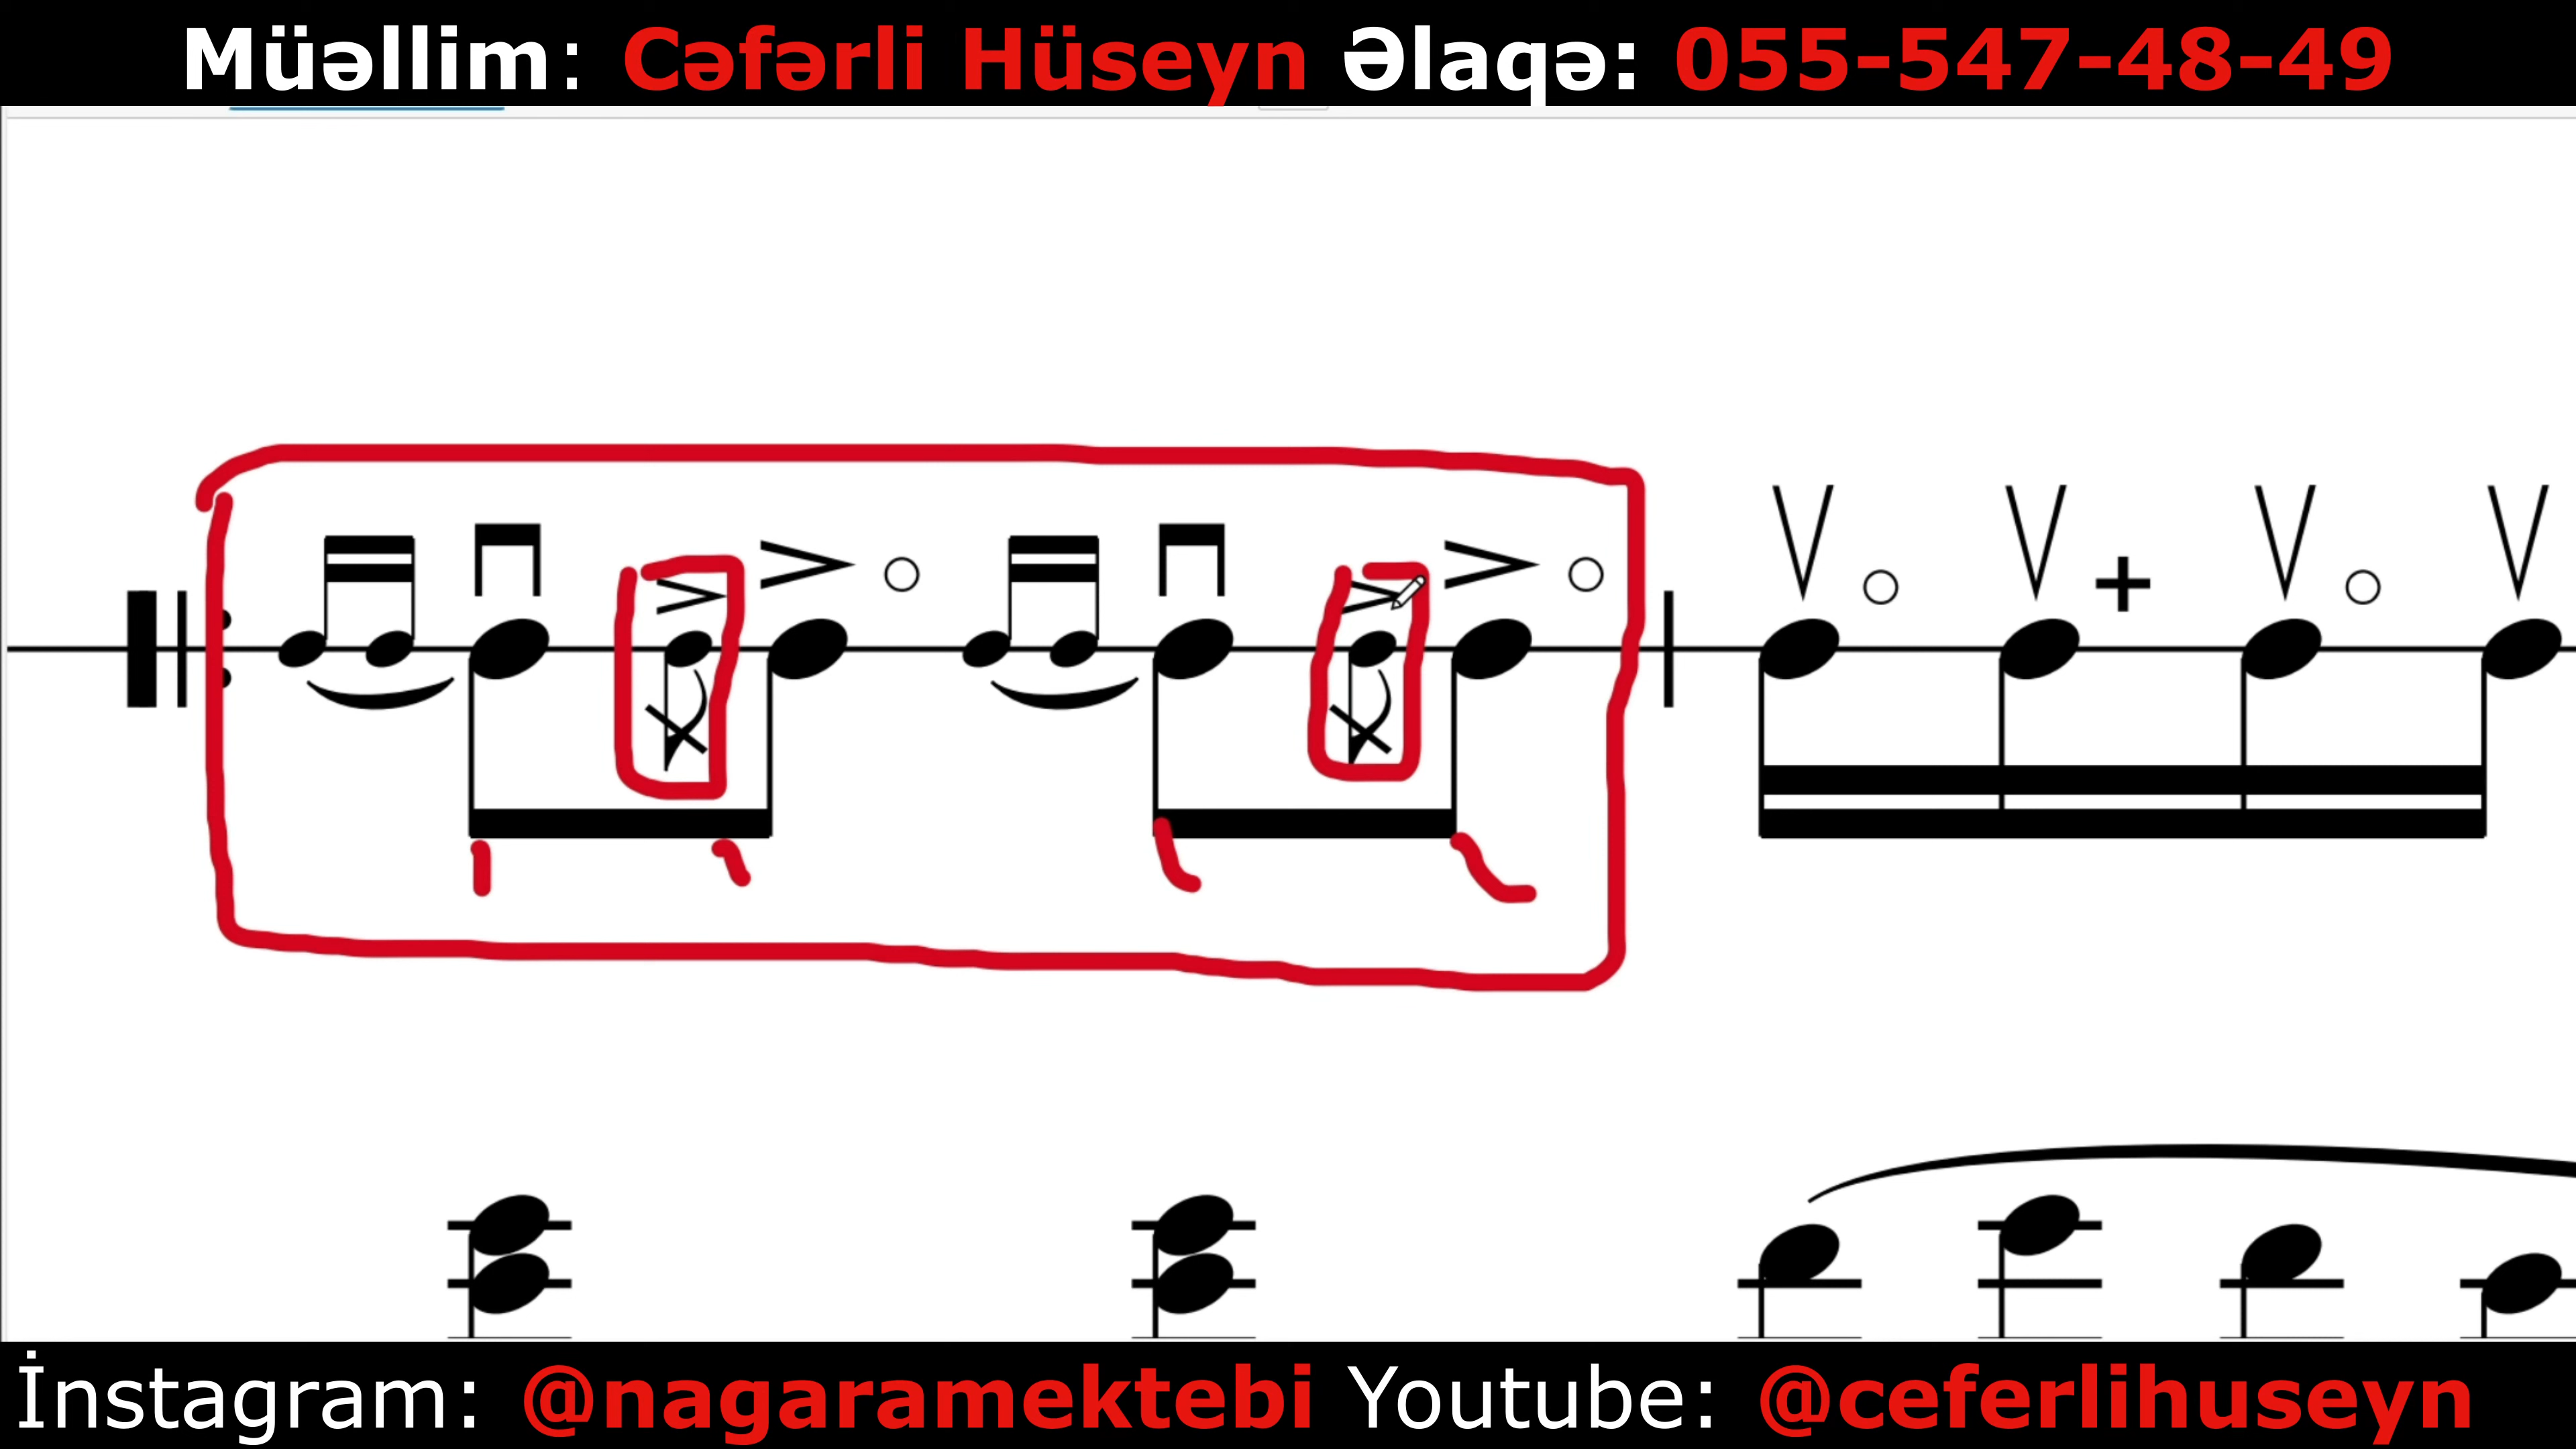 Müəllim: Cəfərli Hüseyn Əlaqə: 055-547-48-49
İnstagram: @nagaramektebi Youtube: @ceferlihuseyn